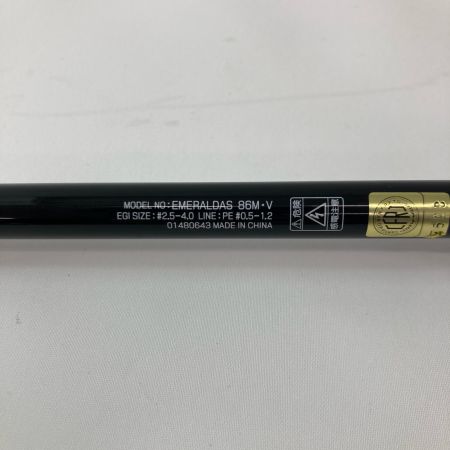 MODEL NO: EMERALDAS 86M・V
EGI SIZE: #2.5-4.0 LINE: PE #0.5-1.2
01480643 MADE IN CHINA
危険
感電注意